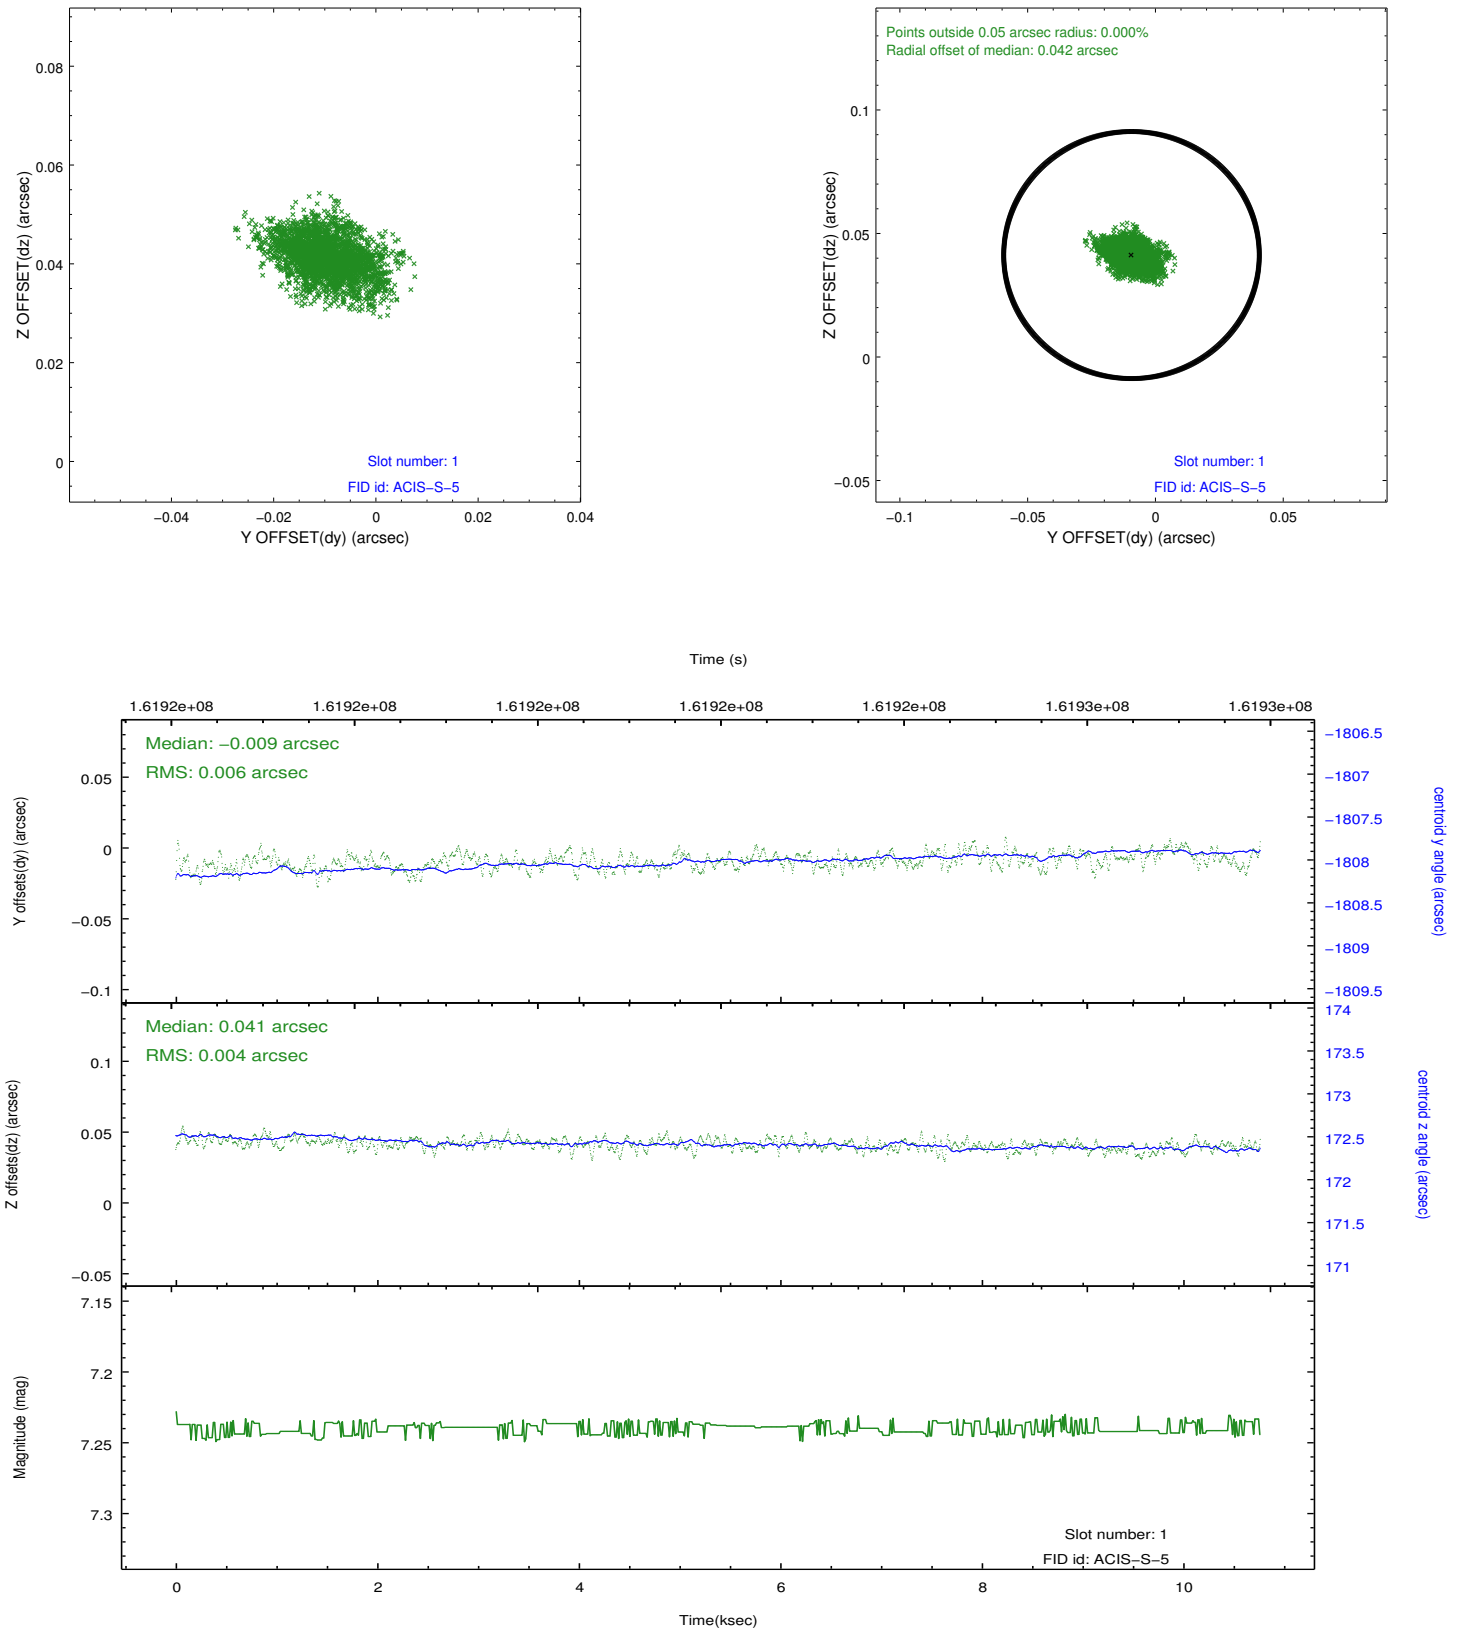 0.08
0.06
0.04
0.02
0
Z OFFSET(dz) (arcsec)
Slot number: 1
FID id: ACIS−S−5
−0.04
−0.02
0
0.02
0.04
Y OFFSET(dy) (arcsec)
Points outside 0.05 arcsec radius: 0.000%
Radial offset of median: 0.042 arcsec
0.1
0.05
0
−0.05
Z OFFSET(dz) (arcsec)
Slot number: 1
FID id: ACIS−S−5
−0.1
−0.05
0
0.05
Y OFFSET(dy) (arcsec)
Time (s)
1.6192e+08
1.6192e+08
1.6192e+08
1.6192e+08
1.6192e+08
1.6193e+08
1.6193e+08
Median: −0.009 arcsec
RMS: 0.006 arcsec
0.05
0
−0.05
−0.1
Y offsets(dy) (arcsec)
−1806.5
−1807
−1807.5
−1808
−1808.5
−1809
−1809.5
centroid y angle (arcsec)
Median: 0.041 arcsec
RMS: 0.004 arcsec
0.1
0.05
0
−0.05
Z offsets(dz) (arcsec)
174
173.5
173
172.5
172
171.5
171
centroid z angle (arcsec)
7.15
7.2
7.25
7.3
Magnitude (mag)
Slot number: 1
FID id: ACIS−S−5
0
2
4
6
8
10
Time(ksec)